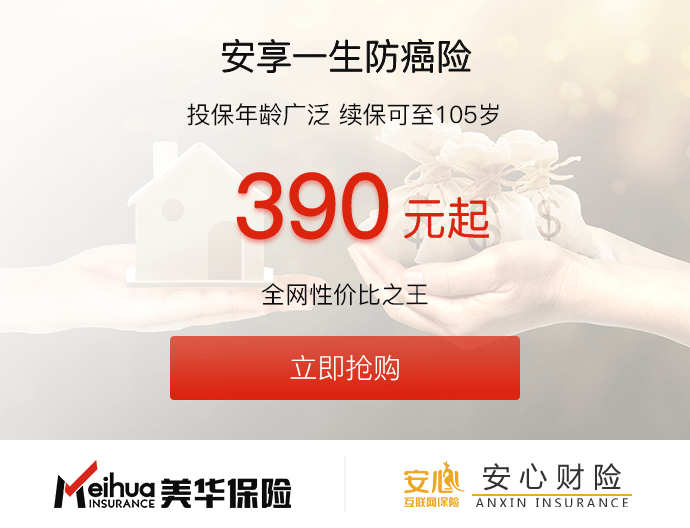 安享一生防癌险
投保年龄广泛 续保可至105岁
390 元起
全网性价比之王
立即抢购
Meihua
INSURANCE
美华保险
安心
互联网保险
安心财险
ANXIN INSURANCE
$ $ $